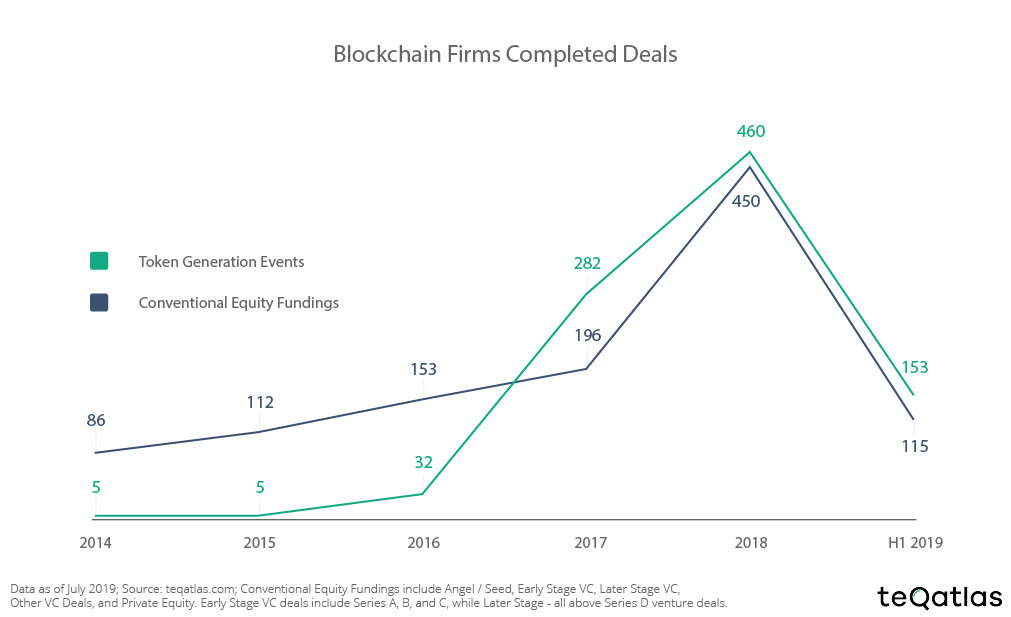 Blockchain Firms Completed Deals
460
450
282
Token Generation Events
Conventional Equity Fundings
196
153
153
112
86
115
32
5
5
2014
2015
2016
2017
2018
H1 2019
Data as of July 2019; Source: teqatlas.com; Conventional Equity Fundings include Angel / Seed, Early Stage VC, Later Stage VC,
Other VC Deals, and Private Equity. Early Stage VC deals include Series A, B, and C, while Later Stage - all above Series D venture deals.
teQatlas